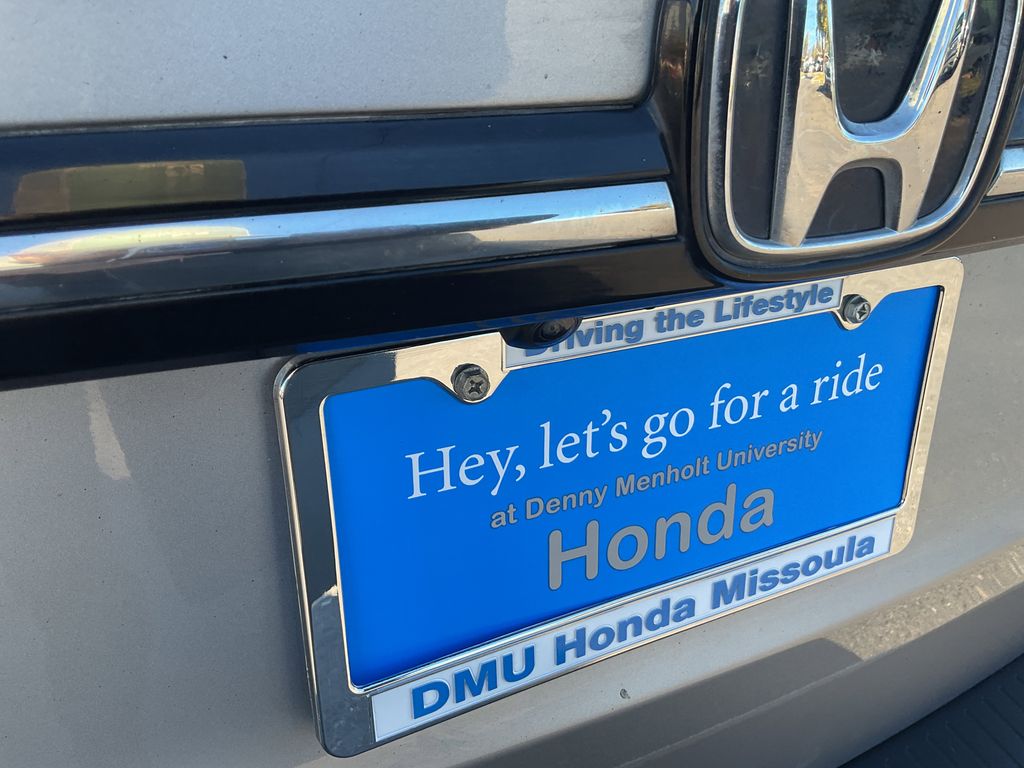 Driving the Lifestyle
Hey, let's go for a ride
at Denny Menholt University
Honda
DMU Honda Missoula